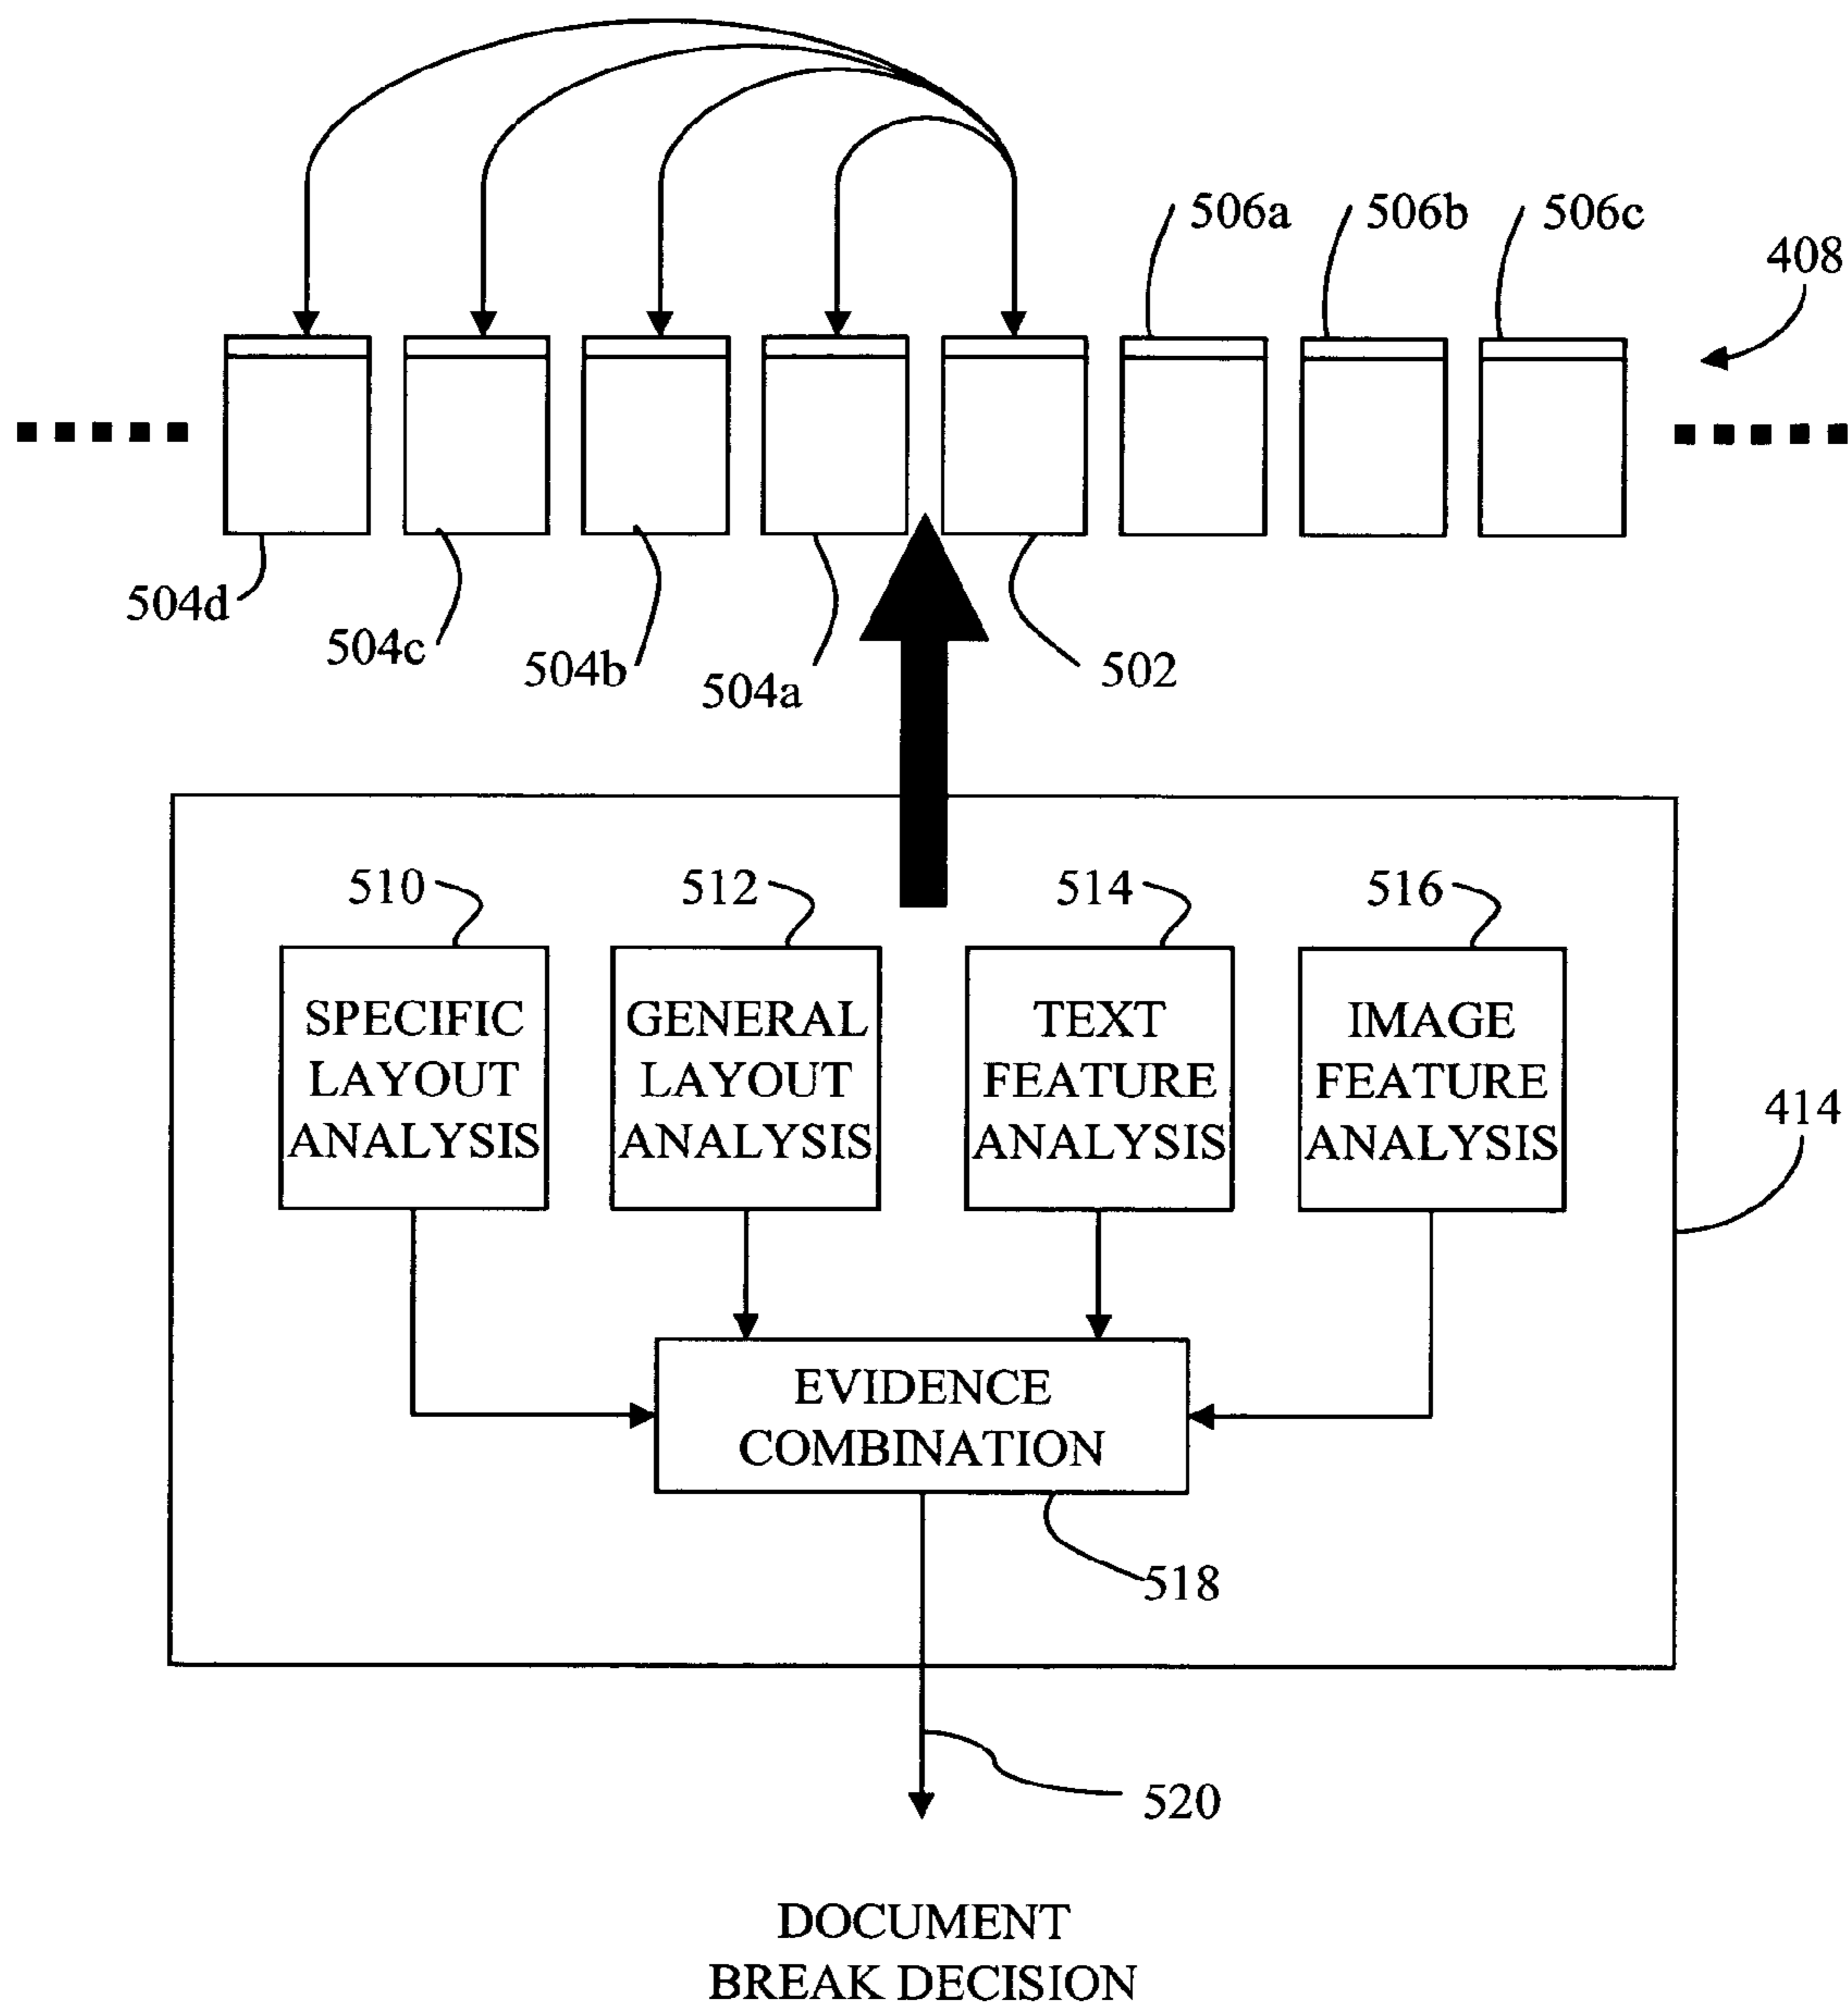 506a
506b
506c
408
504d
504c
504b
504a
502
510
512
514
516
SPECIFIC
LAYOUT
ANALYSIS
GENERAL
LAYOUT
ANALYSIS
TEXT
FEATURE
ANALYSIS
IMAGE
FEATURE
ANALYSIS
414
EVIDENCE
COMBINATION
518
520
DOCUMENT
BREAK DECISION